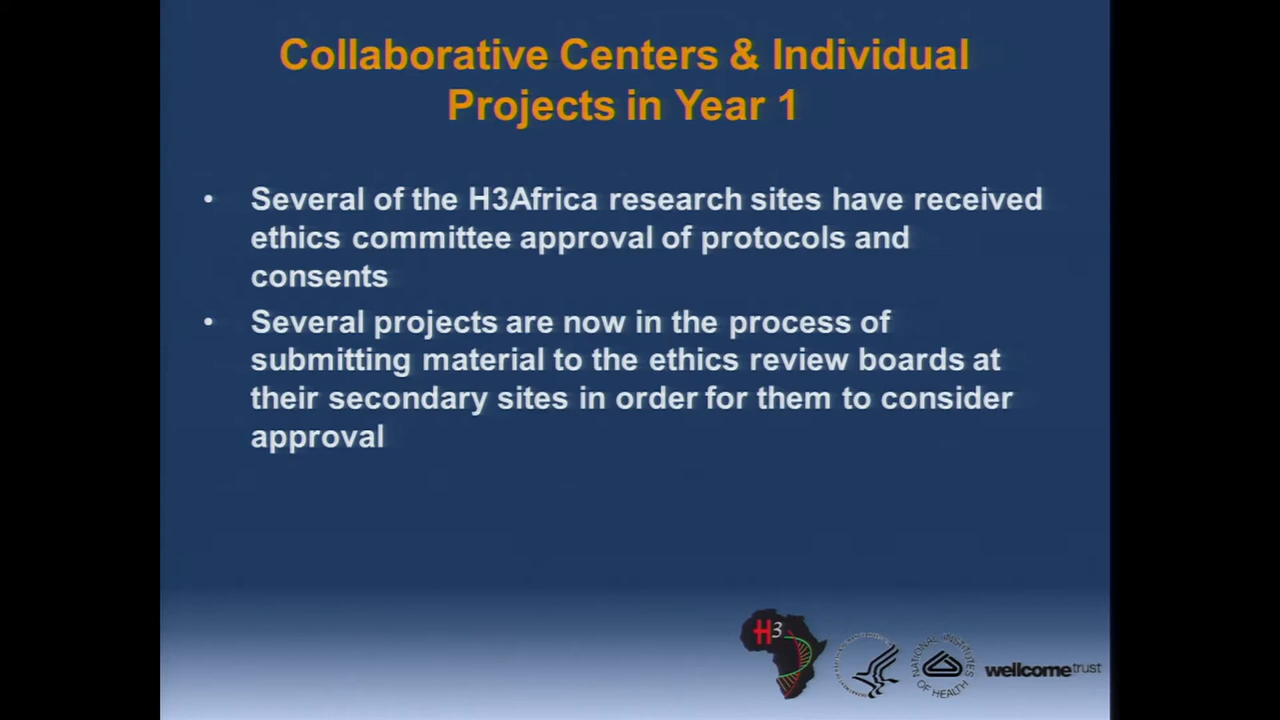 Collaborative Centers & Individual
Projects in Year 1
• Several of the H3Africa research sites have received
ethics committee approval of protocols and
consents
• Several projects are now in the process of
submitting material to the ethics review boards at
their secondary sites in order for them to consider
approval
H3
NATIONAL INSTITUTES
OF HEALTH
wellcometrust